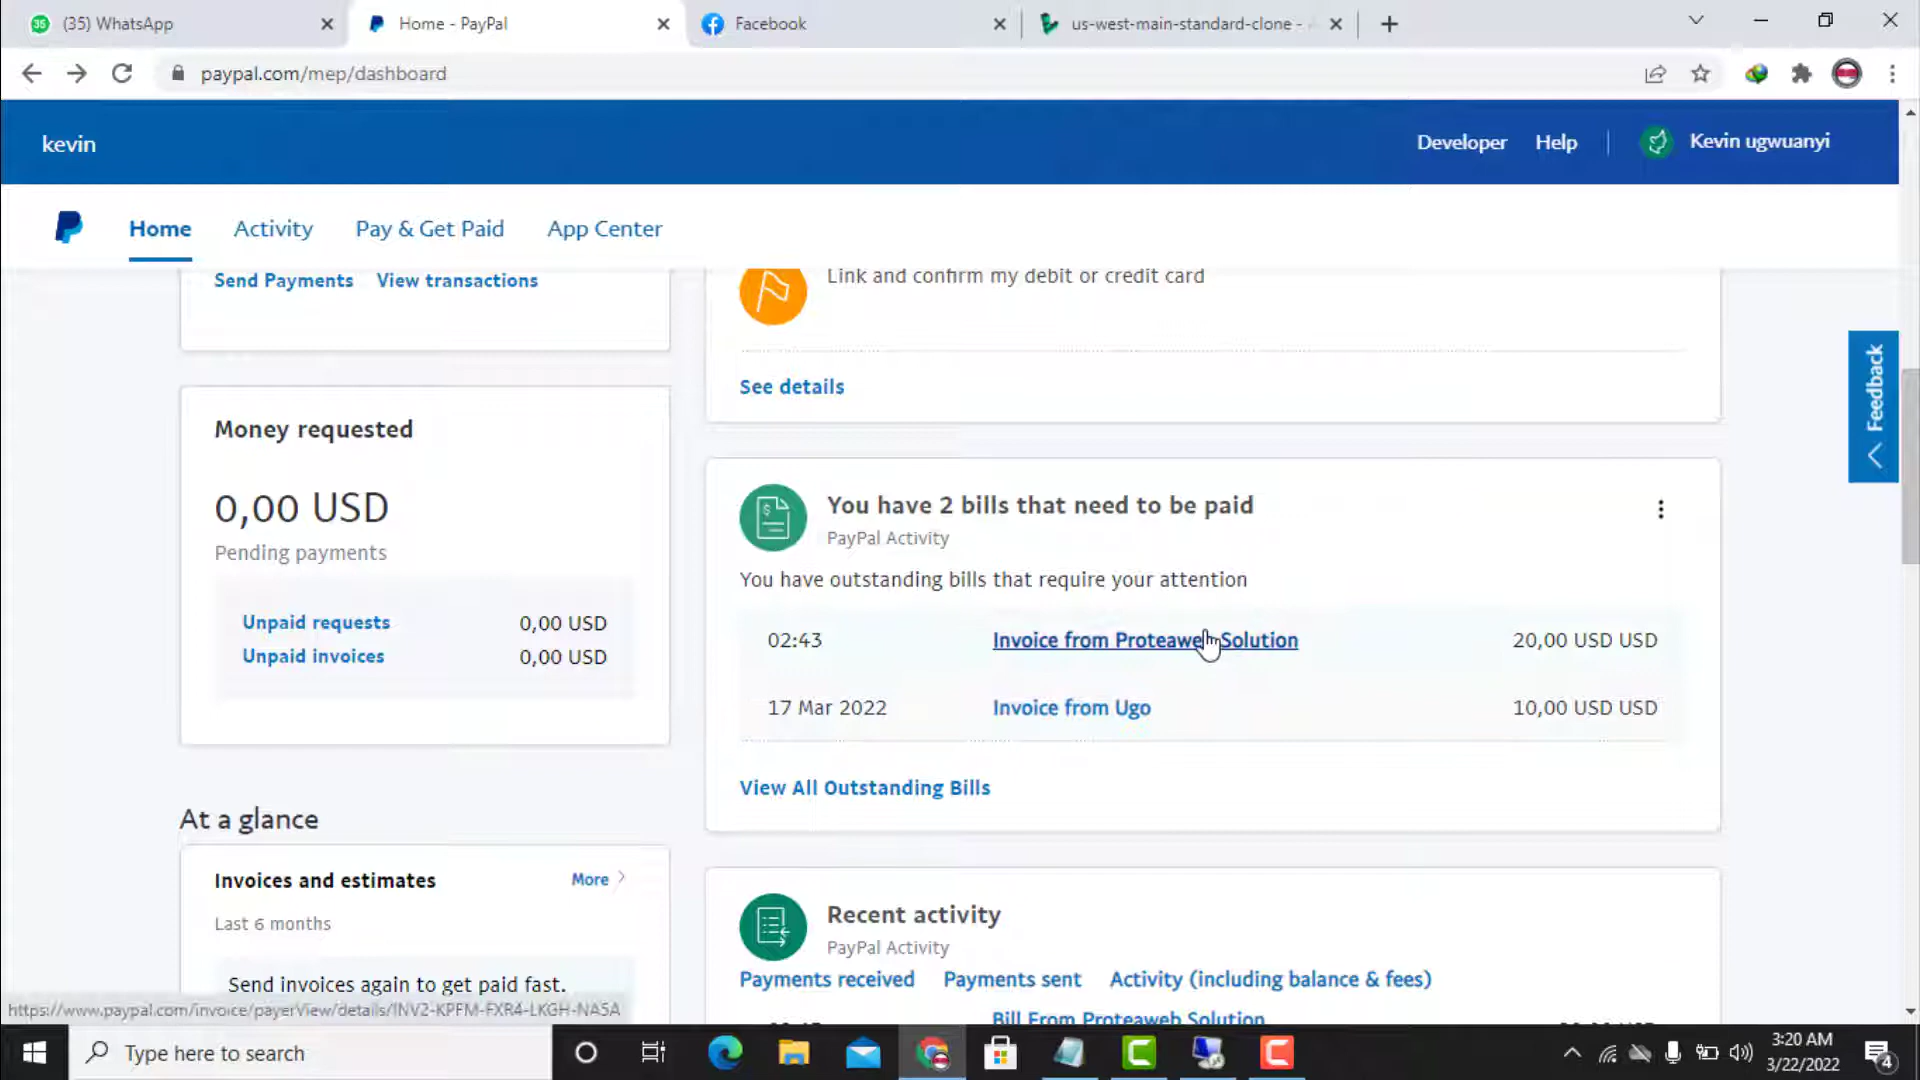 (35) WhatsApp
Home - PayPal
Facebook
us-west-main-standard-clone -
paypal.com/mep/dashboard
kevin
Developer
Help
Kevin ugwuanyi
Home
Activity
Pay & Get Paid
App Center
Send Payments
View transactions
Link and confirm my debit or credit card
See details
Feedback
Money requested
0,00 USD
Pending payments
Unpaid requests 0,00 USD
Unpaid invoices 0,00 USD
You have 2 bills that need to be paid
PayPal Activity
You have outstanding bills that require your attention
02:43 Invoice from Proteaweb Solution 20,00 USD USD
17 Mar 2022 Invoice from Ugo 10,00 USD USD
View All Outstanding Bills
At a glance
Invoices and estimates
More
Last 6 months
Send invoices again to get paid fast.
Recent activity
PayPal Activity
Payments received
Payments sent
Activity (including balance & fees)
Bill From Proteaweb Solution
https://www.paypal.com/invoice/payerView/details/INV2-KPFM-FXR4-LKGH-NA5A
Type here to search
3:20 AM
3/22/2022
4